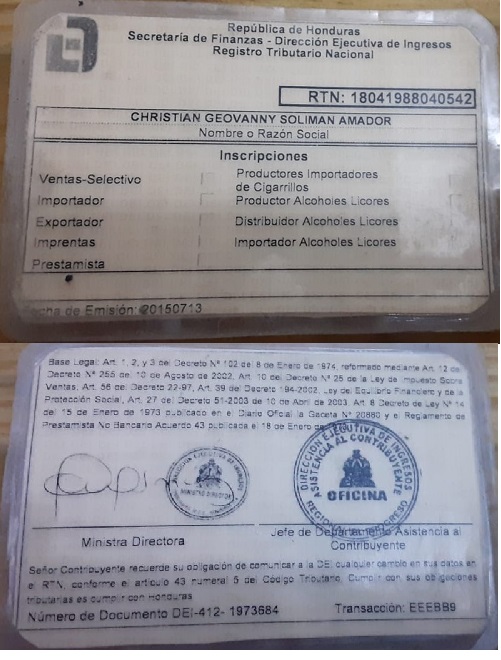 República de Honduras
Secretaría de Finanzas - Dirección Ejecutiva de Ingresos
Registro Tributario Nacional
RTN: 18041988040542
CHRISTIAN GEOVANNY SOLIMAN AMADOR
Nombre o Razón Social
Inscripciones
Ventas-Selectivo
Productores Importadores
de Cigarrillos
Importador
Productor Alcoholes Licores
Exportador
Distribuidor Alcoholes Licores
Imprentas
Importador Alcoholes Licores
Prestamista
Fecha de Emisión: 20150713
Base Legal: Art. 1, 2, y 3 del Decreto Nº 102 del 8 de Enero de 1974, reformado mediante Art. 12 de
Decreto Nº 255 del 10 de Agosto de 2002, Art. 10 del Decreto Nº 25 de la Ley de Impuesto Sobre
Ventas, Art. 56 del Decreto 22-97, Art. 39 del Decreto 194-2002, Ley del Equilibrio Financiero y de la
Protección Social, Art. 27 del Decreto 51-2003 de 10 de Abril de 2003, Art. 8 Decreto de Ley Nº 14
del 15 de Enero de 1973 publicado en el Diario Oficial la Gaceta Nº 20880 y el Reglamento de
Prestamista No Bancario Acuerdo 43 publicada el 18 de Enero de
DIRECCIÓN EJECUTIVA DE INGRESOS
ASISTENCIA AL CONTRIBUYENTE
OFICINA
Ministra Directora
Jefe de Departamento Asistencia al
Contribuyente
Señor Contribuyente recuerde su obligación de comunicar a la DEI cualquier cambio en sus datos en
el RTN, conforme el artículo 43 numeral 5 del Código Tributario. Cumplir con sus obligaciones
tributarias es cumplir con Honduras
Número de Documento DEI-412- 1973684
Transacción: EEEBB9